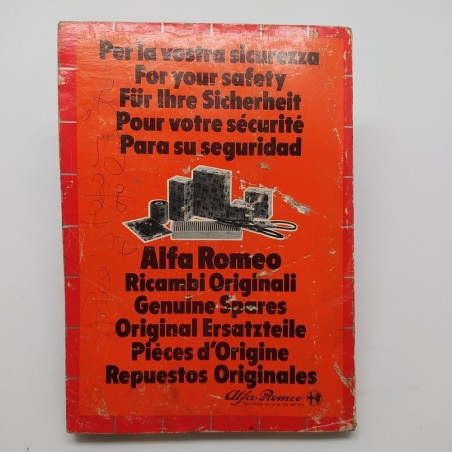 Per la vostra sicurezza
For your safety
Für Ihre Sicherheit
Pour votre sécurité
Para su seguridad
Alfa Romeo
Ricambi Originali
Genuine Spares
Original Ersatzteile
Pièces d'Origine
Repuestos Originales
Alfa Romeo